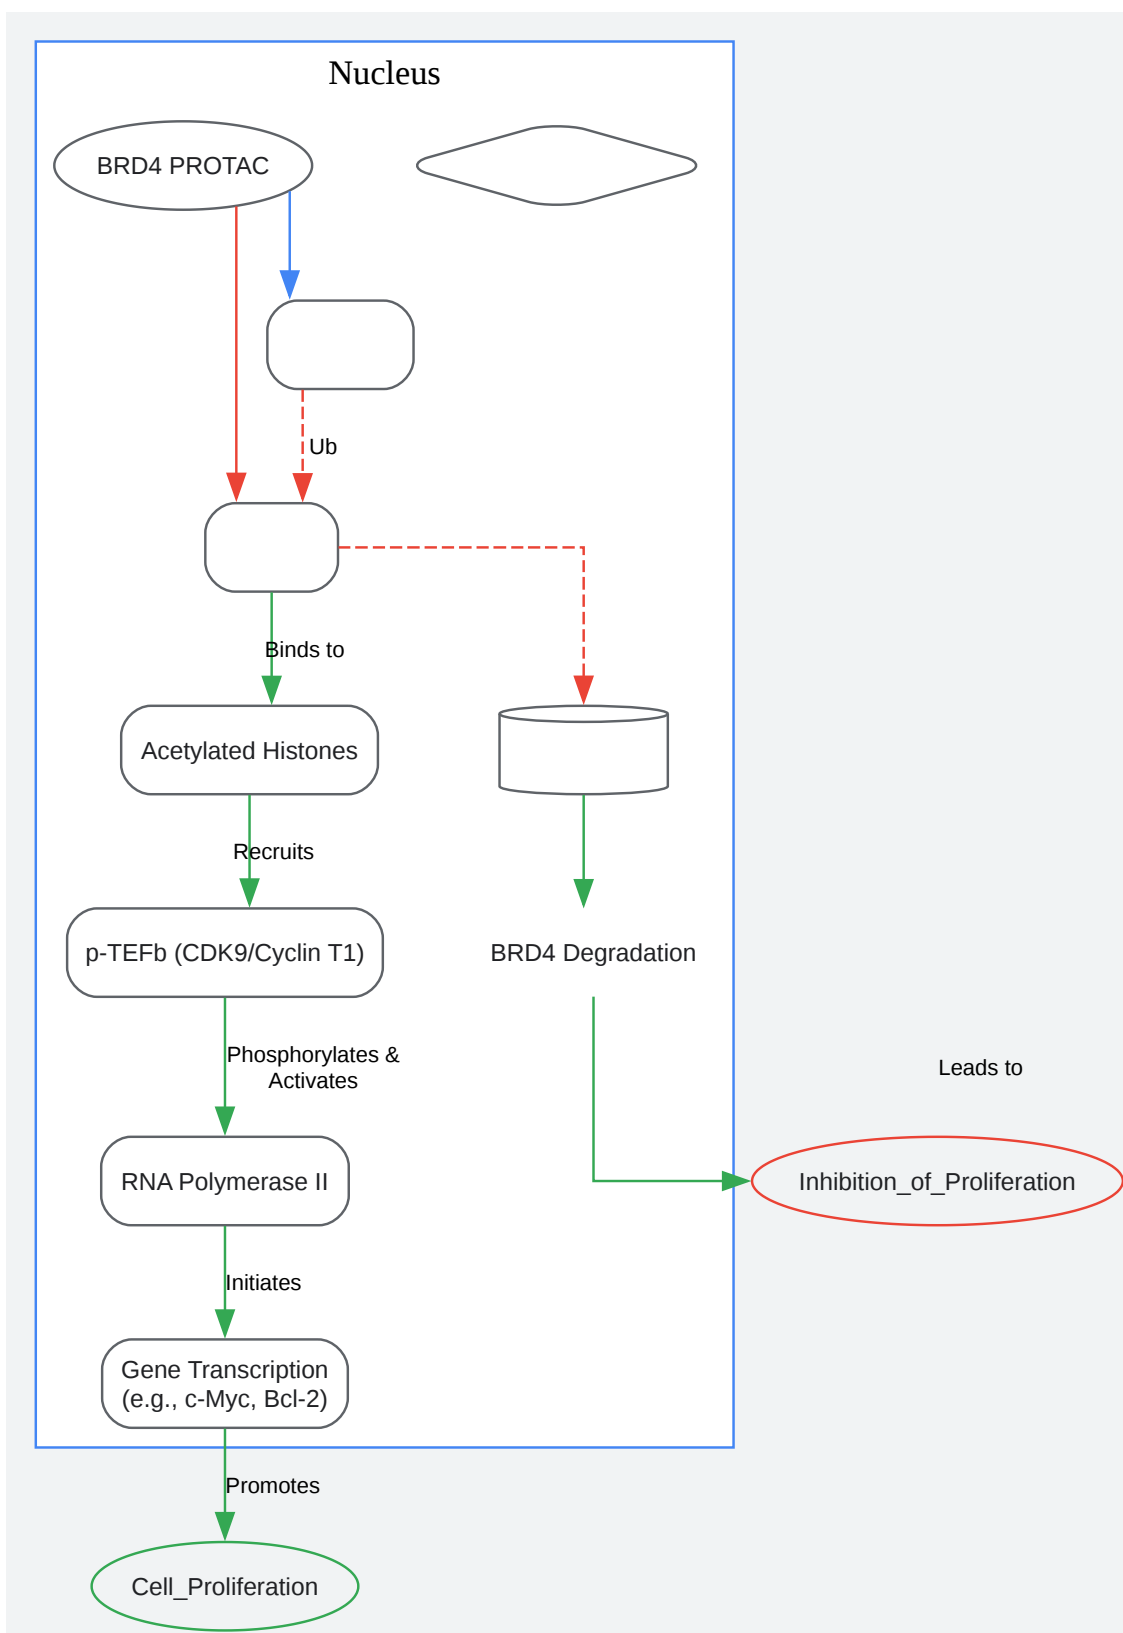 Nucleus
BRD4 PROTAC
Ub
Binds to
Acetylated Histones
Recruits
p-TEFb (CDK9/Cyclin T1)
BRD4 Degradation
Phosphorylates &
Activates
Leads to
RNA Polymerase II
Inhibition_of_Proliferation
Initiates
Gene Transcription
(e.g., c-Myc, Bcl-2)
Promotes
Cell_Proliferation